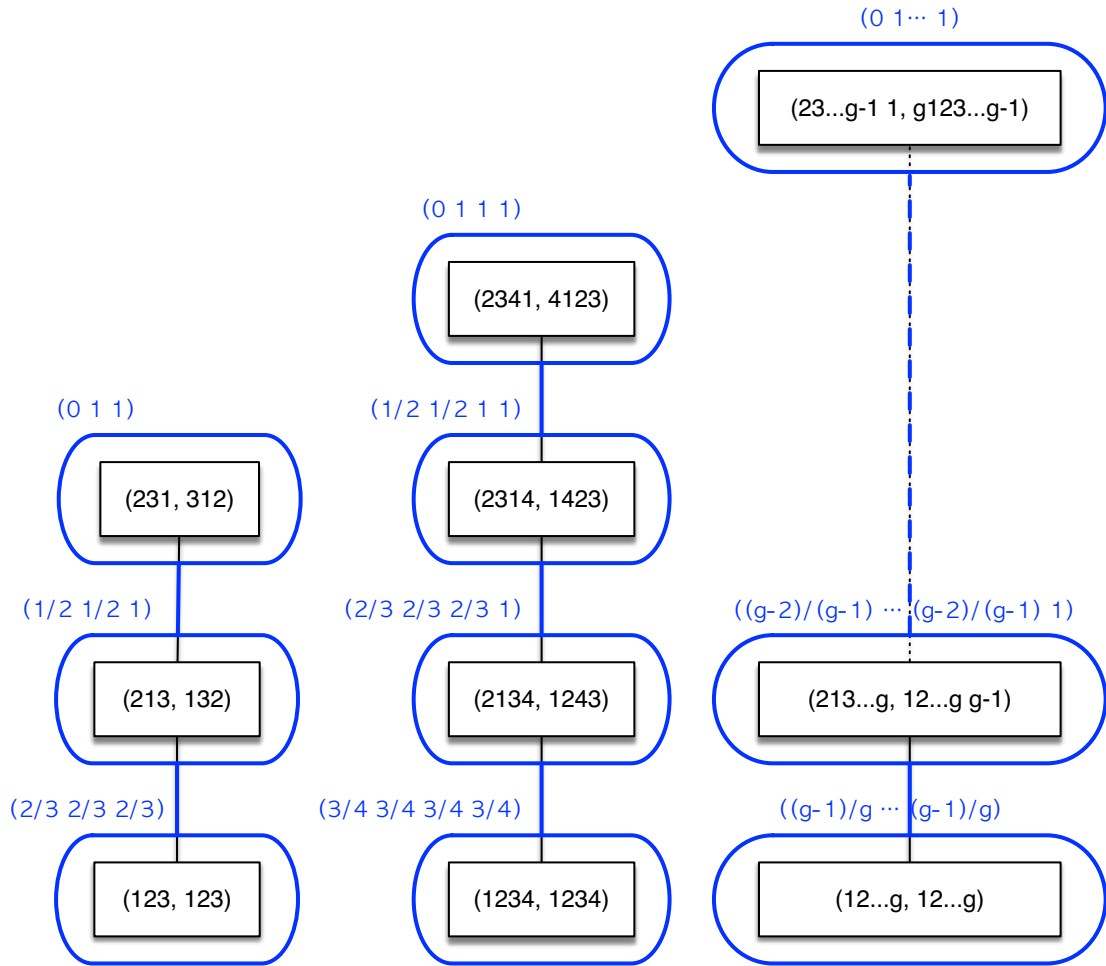 (0 1··· 1)
(23...g-1 1, g123...g-1)
(0 1 1 1)
(2341, 4123)
(0 1 1)
(1/2 1/2 1 1)
(231, 312)
(2314, 1423)
(1/2 1/2 1)
(2/3 2/3 2/3 1)
((g-2)/(g-1) ··· (g-2)/(g-1) 1)
(213, 132)
(2134, 1243)
(213...g, 12...g g-1)
(2/3 2/3 2/3)
(3/4 3/4 3/4 3/4)
((g-1)/g ··· (g-1)/g)
(123, 123)
(1234, 1234)
(12...g, 12...g)